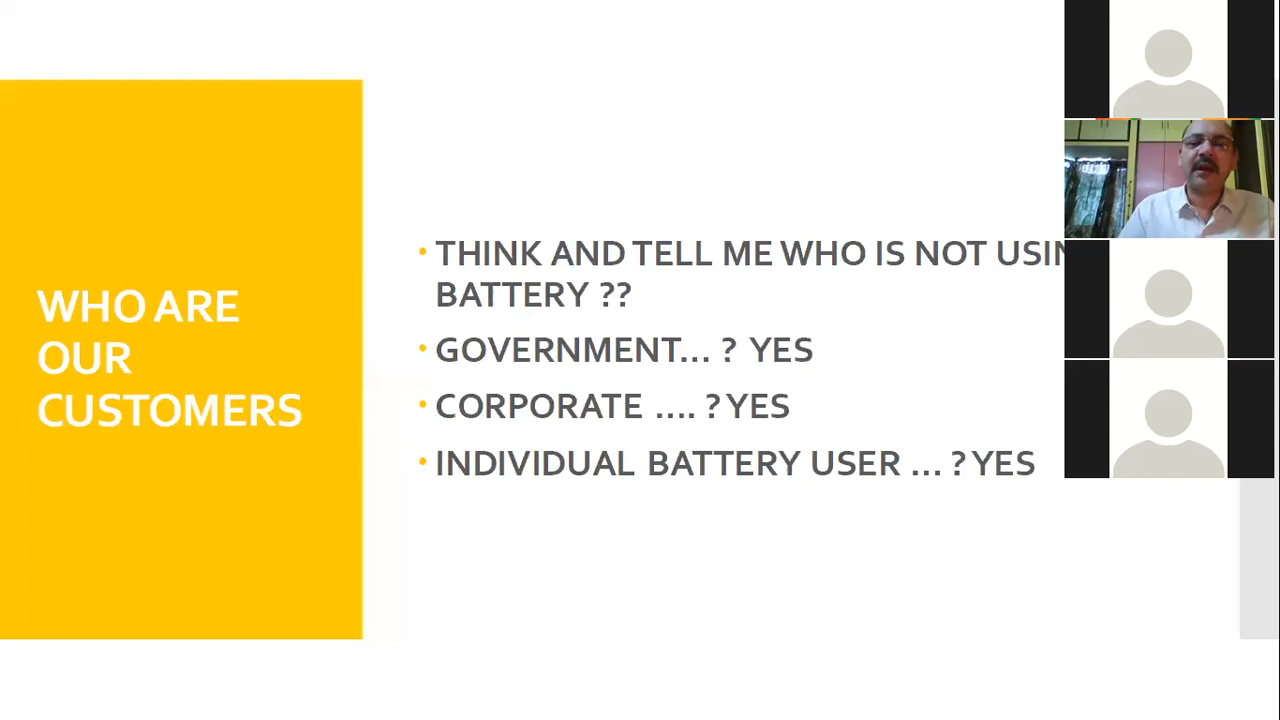 WHO ARE
OUR
CUSTOMERS
• THINK AND TELL ME WHO IS NOT
BATTERY ??
• GOVERNMENT... ? YES
• CORPORATE .... ? YES
• INDIVIDUAL BATTERY USER ... ? YES